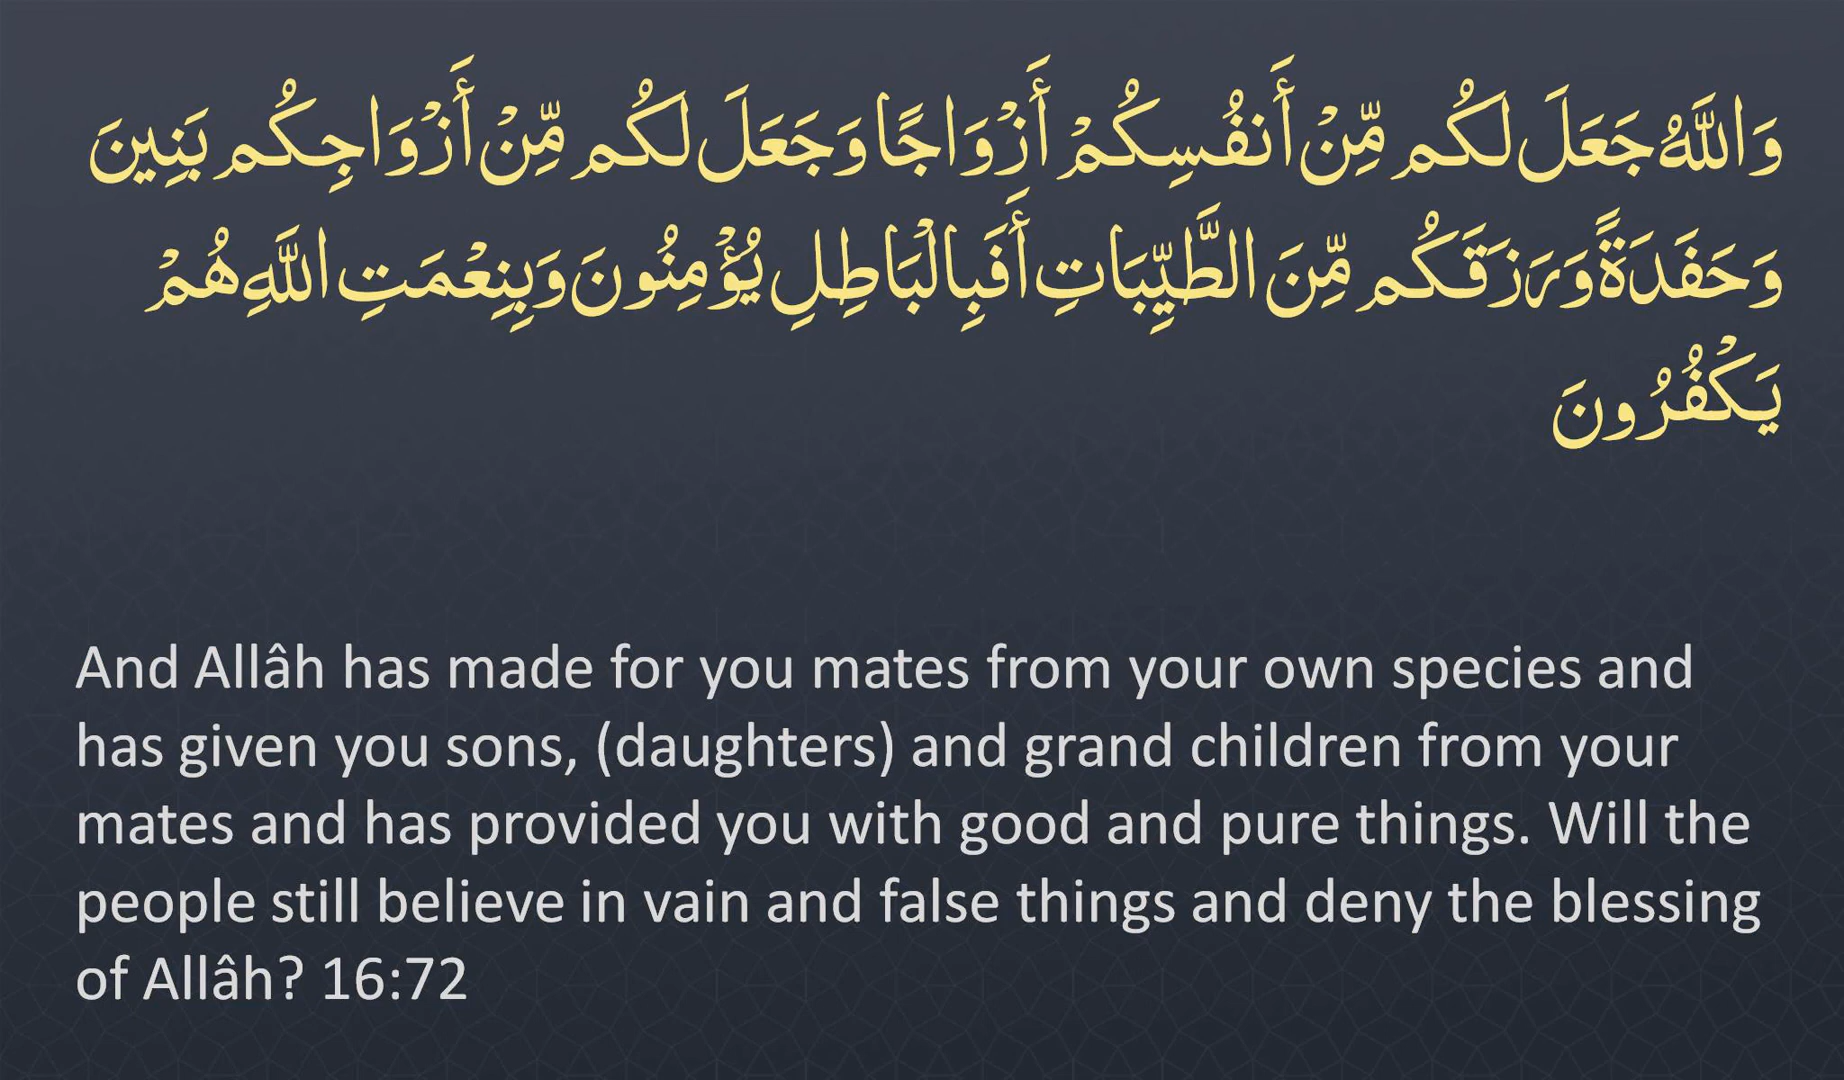 وَاللَّهُ جَعَلَ لَكُم مِّنْ أَنفُسِكُمْ أَزْوَاجًا وَجَعَلَ لَكُم مِّنْ أَزْوَاجِكُم بَنِينَ
وَحَفَدَةً وَرَزَقَكُم مِّنَ الطَّيِّبَاتِ أَفَبِالْبَاطِلِ يُؤْمِنُونَ وَبِنِعْمَتِ اللَّهِ هُمْ
يَكْفُرُونَ
And Allâh has made for you mates from your own species and
has given you sons, (daughters) and grand children from your
mates and has provided you with good and pure things. Will the
people still believe in vain and false things and deny the blessing
of Allâh? 16:72